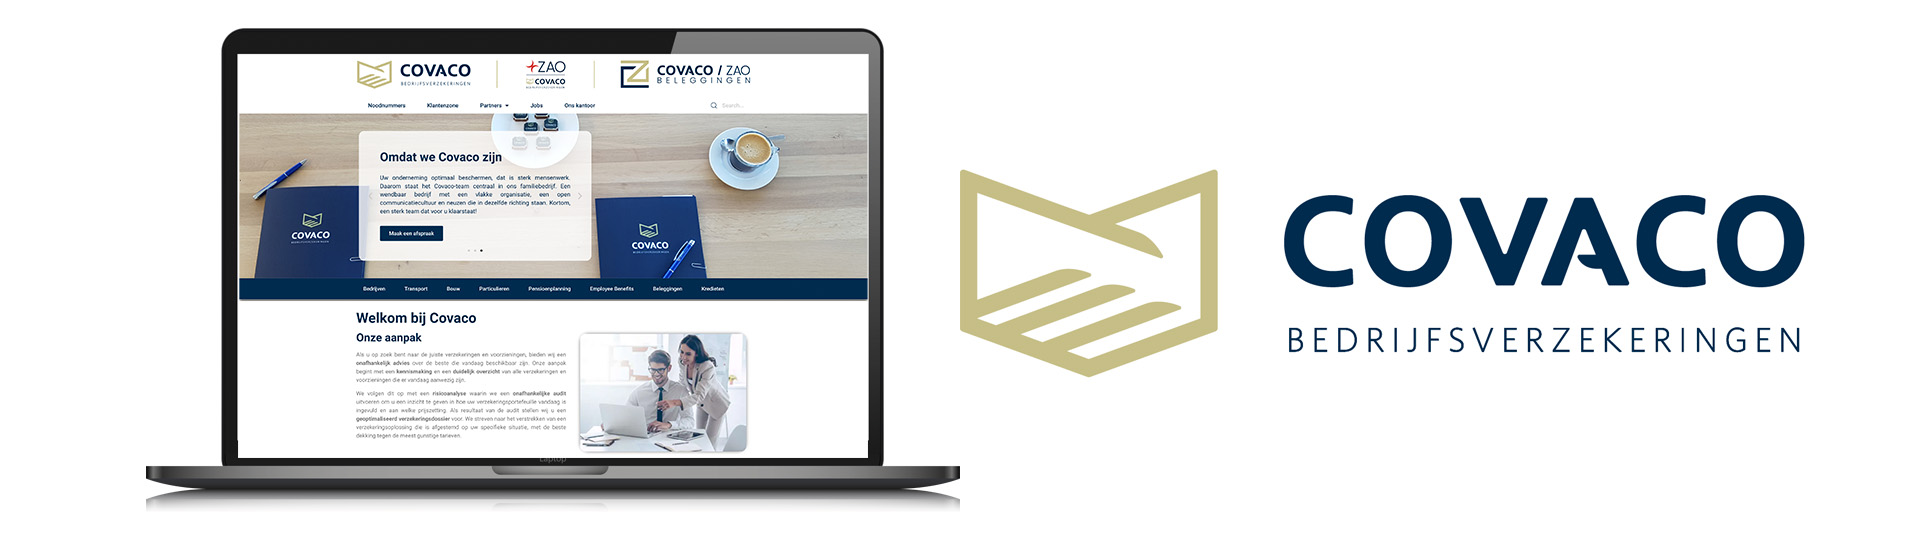 COVACO
BEDRIJFSVERZEKERINGEN
ZAO
COVACO
COVACO / ZAO
BELEGGINGEN
Noodnummers Klantenzone Partners Jobs Ons kantoor Search...
Omdat we Covaco zijn
Uw onderneming optimaal beschermen, dat is sterk mensenwerk.
Daarom staat het Covaco-team centraal in ons familiebedrijf. Een
wendbaar bedrijf met een vlakke organisatie, een open
communicatiecultuur en neuzen die in dezelfde richting staan. Kortom,
een sterk team dat voor u klaarstaat!
Maak een afspraak
COVACO
BEDRIJFSVERZEKERINGEN
COVACO
BEDRIJFSVERZEKERINGEN
Bedrijven Transport Bouw Particulieren Pensioenplanning Employee Benefits Beleggingen Kredieten
Welkom bij Covaco
Onze aanpak
Als u op zoek bent naar de juiste verzekeringen en voorzieningen, bieden wij een
onafhankelijk advies over de beste die vandaag beschikbaar zijn. Onze aanpak
begint met een kennismaking en een duidelijk overzicht van alle verzekeringen en
voorzieningen die er vandaag aanwezig zijn.
We volgen dit op met een risicoanalyse waarin we een onafhankelijke audit
uitvoeren om u een inzicht te geven in hoe uw verzekeringsportefeuille vandaag is
ingevuld en aan welke prijszetting. Als resultaat van de audit stellen wij u een
geoptimaliseerd verzekeringsdossier voor. We streven naar het verstrekken van een
verzekeringsoplossing die is afgestemd op uw specifieke situatie, met de beste
dekking tegen de meest gunstige tarieven.
Laptop
COVACO
BEDRIJFSVERZEKERINGEN